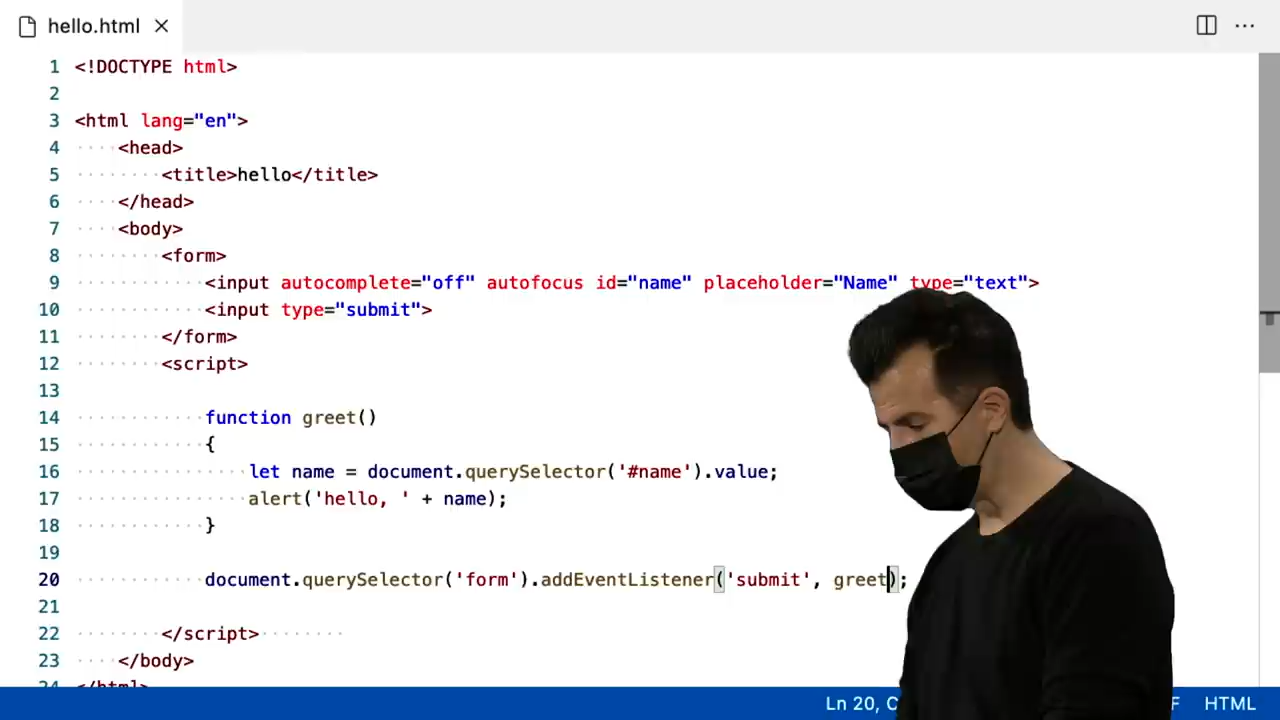 hello.html
1 <!DOCTYPE html>
2
3 <html lang="en">
4 <head>
5 <title>hello</title>
6 </head>
7 <body>
8 <form>
9 <input autocomplete="off" autofocus id="name" placeholder="Name" type="text">
10 <input type="submit">
11 </form>
12 <script>
13
14 function greet()
15 {
16 let name = document.querySelector('#name').value;
17 alert('hello, ' + name);
18 }
19
20 document.querySelector('form').addEventListener('submit', greet);
21
22 </script>
23 </body>
24 </html>
Ln 20, C F HTML